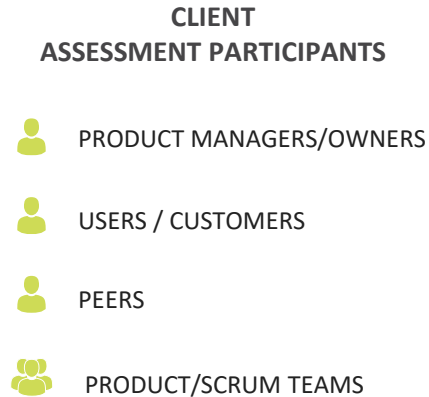 CLIENT
ASSESSMENT PARTICIPANTS
PRODUCT MANAGERS/OWNERS
USERS / CUSTOMERS
PEERS
PRODUCT/SCRUM TEAMS